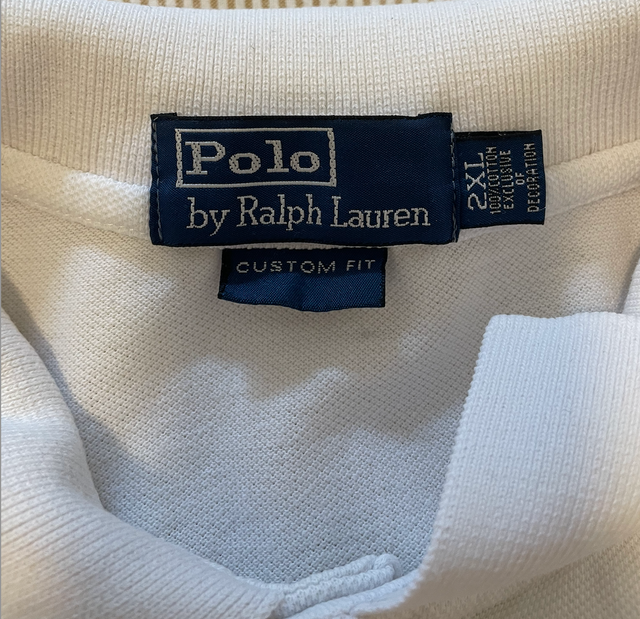 Polo
by Ralph Lauren
CUSTOM FIT
2XL
100% COTTON
EXCLUSIVE
OF
DECORATION